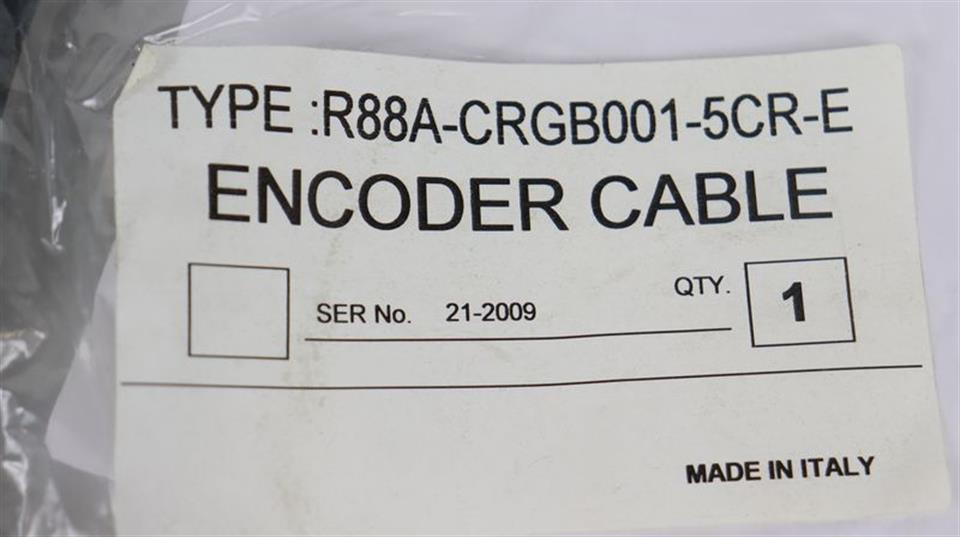 TYPE :R88A-CRGB001-5CR-E
ENCODER CABLE
SER No. 21-2009 QTY. 1
MADE IN ITALY